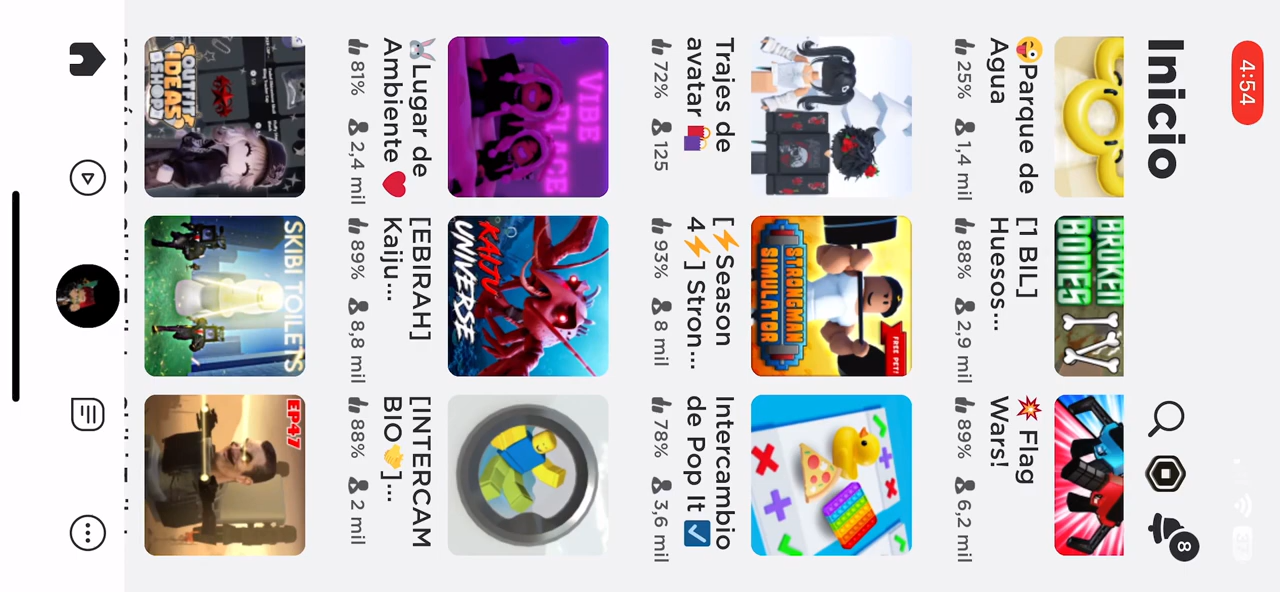 4:54
Inicio
8
BROKEN
BONES
IV
😜Parque de
Agua
25% 1,4 mil
[1 BIL]
Huesos...
88% 2,9 mil
💥 Flag
Wars!
89% 6,2 mil
STRONGMAN
SIMULATOR
FREE PET!
Trajes de
avatar 🛍️
72% 125
[⚡Season
4⚡] Stron...
93% 8 mil
Intercambio
de Pop It ☑️
78% 3,6 mil
VIBE
PLACE
KAIJU
UNIVERSE
🐰Lugar de
Ambiente ❤️
81% 2,4 mil
[EBIRAH]
Kaiju...
89% 8,8 mil
[INTERCAM
BIO🤝]...
88% 2 mil
OUTFIT
IDEAS
SHOP!
SKIBI TOILETS
EP47